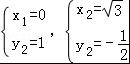 {x₁=0
y₁=1 , {x₂=√3
y₂=-1/2